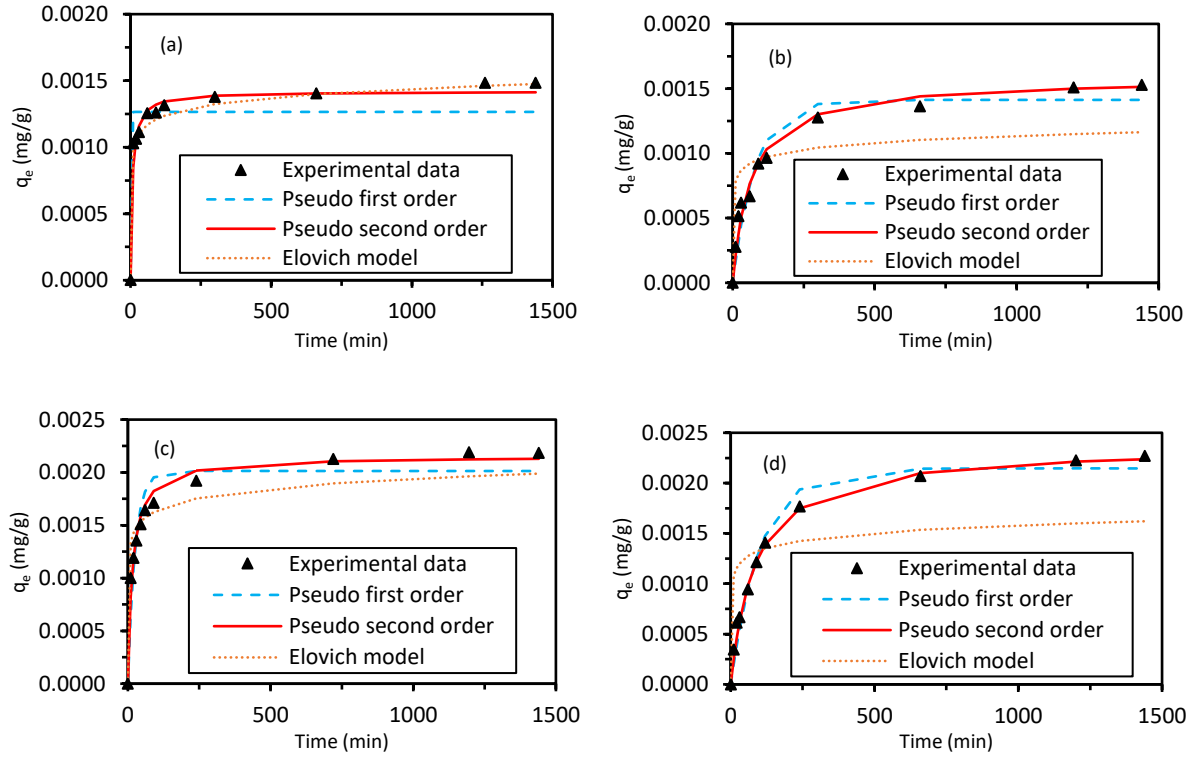 0.0020
0.0015
0.0010
0.0005
0.0000
qₑ (mg/g)
(a)
Experimental data
Pseudo first order
Pseudo second order
Elovich model
0 500 1000 1500
Time (min)
0.0020
0.0015
0.0010
0.0005
0.0000
qₑ (mg/g)
(b)
Experimental data
Pseudo first order
Pseudo second order
Elovich model
0 500 1000 1500
Time (min)
0.0025
0.0020
0.0015
0.0010
0.0005
0.0000
qₑ (mg/g)
(c)
Experimental data
Pseudo first order
Pseudo second order
Elovich model
0 500 1000 1500
Time (min)
0.0025
0.0020
0.0015
0.0010
0.0005
0.0000
qₑ (mg/g)
(d)
Experimental data
Pseudo first order
Pseudo second order
Elovich model
0 500 1000 1500
Time (min)